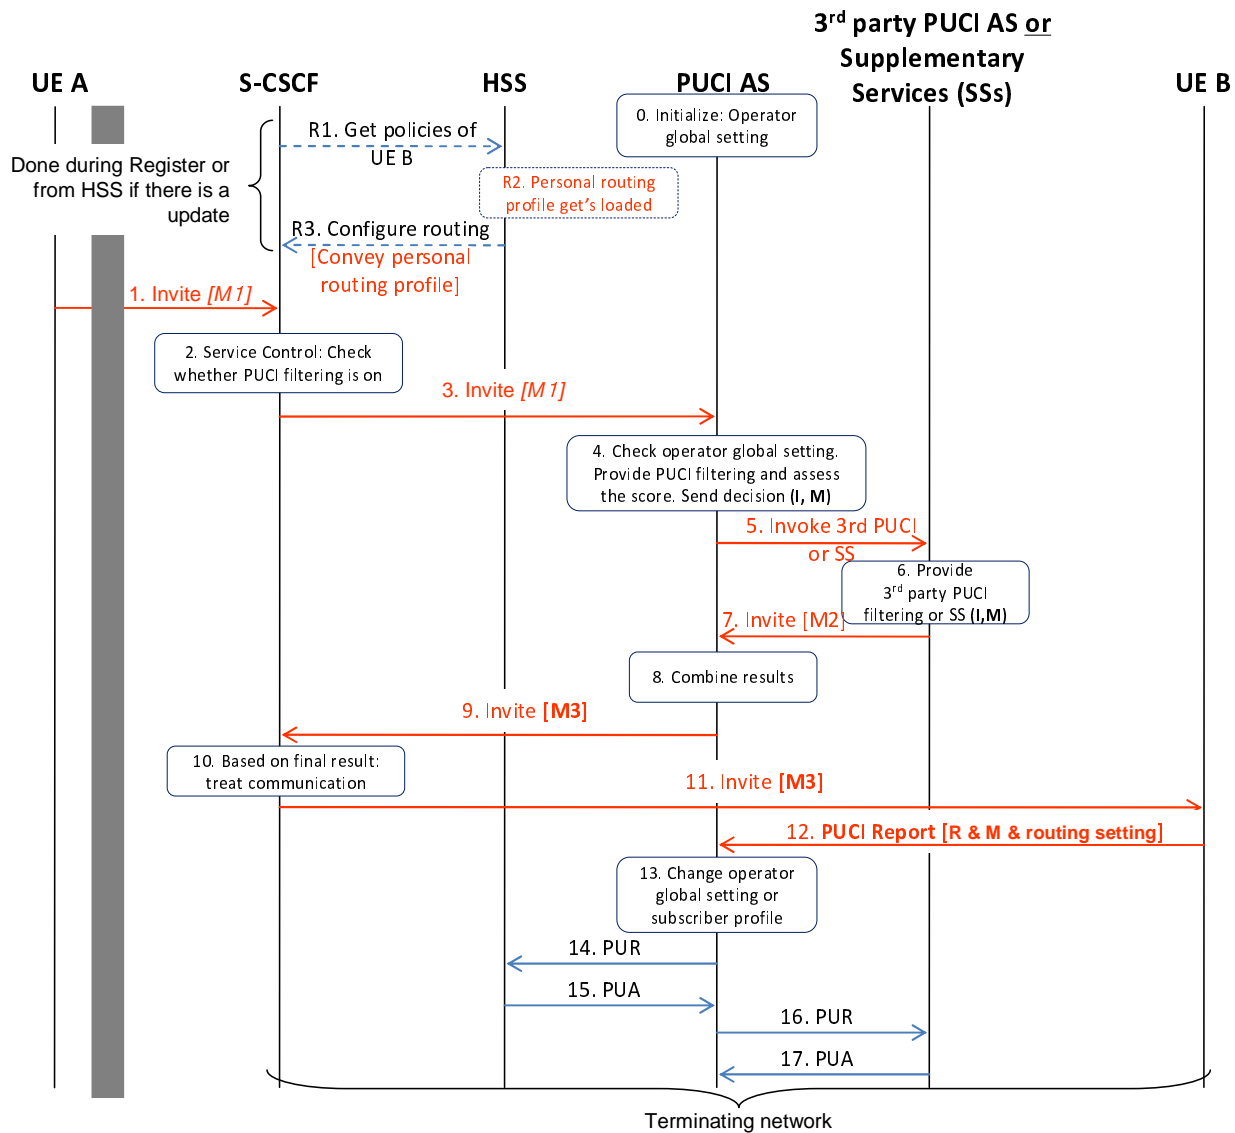 3rd party PUCI AS or
Supplementary
Services (SSs)
UE A
S-CSCF
HSS
PUCI AS
UE B
0. Initialize: Operator
global setting
R1. Get policies of
UE B
Done during Register or
from HSS if there is a
update
R2. Personal routing
profile get's loaded
R3. Configure routing
[Convey personal
routing profile]
1. Invite [M1]
2. Service Control: Check
whether PUCI filtering is on
3. Invite [M1]
4. Check operator global setting.
Provide PUCI filtering and assess
the score. Send decision (I, M)
5. Invoke 3rd PUCI
or SS
6. Provide
3rd party PUCI
filtering or SS (I,M)
7. Invite [M2]
8. Combine results
9. Invite [M3]
10. Based on final result:
treat communication
11. Invite [M3]
12. PUCI Report [R & M & routing setting]
13. Change operator
global setting or
subscriber profile
14. PUR
15. PUA
16. PUR
17. PUA
Terminating network